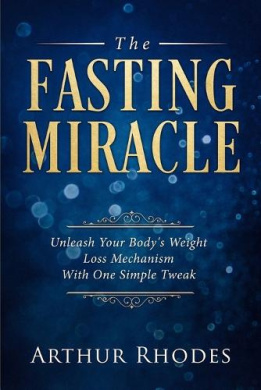 The
FASTING
MIRACLE
Unleash Your Body's Weight
Loss Mechanism
With One Simple Tweak
ARTHUR RHODES